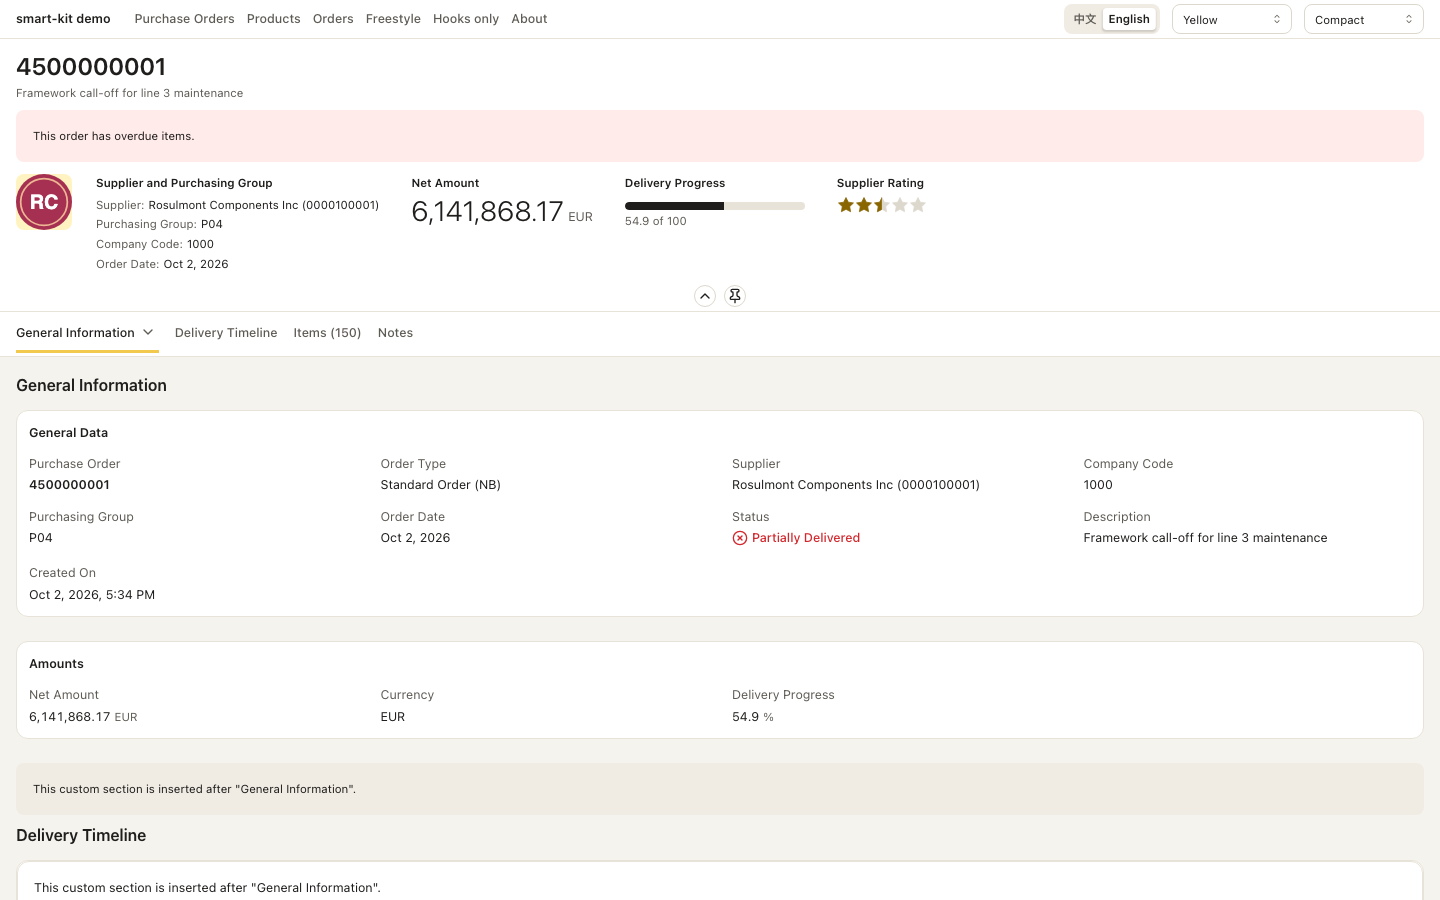 smart-kit demo Purchase Orders Products Orders Freestyle Hooks only About 中文 English Yellow Compact
4500000001
Framework call-off for line 3 maintenance
This order has overdue items.
RC
Supplier and Purchasing Group
Supplier: Rosulmont Components Inc (0000100001)
Purchasing Group: P04
Company Code: 1000
Order Date: Oct 2, 2026
Net Amount
6,141,868.17 EUR
Delivery Progress
54.9 of 100
Supplier Rating
General Information Delivery Timeline Items (150) Notes
General Information
General Data
Purchase Order
4500000001
Order Type
Standard Order (NB)
Supplier
Rosulmont Components Inc (0000100001)
Company Code
1000
Purchasing Group
P04
Order Date
Oct 2, 2026
Status
Partially Delivered
Description
Framework call-off for line 3 maintenance
Created On
Oct 2, 2026, 5:34 PM
Amounts
Net Amount
6,141,868.17 EUR
Currency
EUR
Delivery Progress
54.9 %
This custom section is inserted after "General Information".
Delivery Timeline
This custom section is inserted after "General Information".